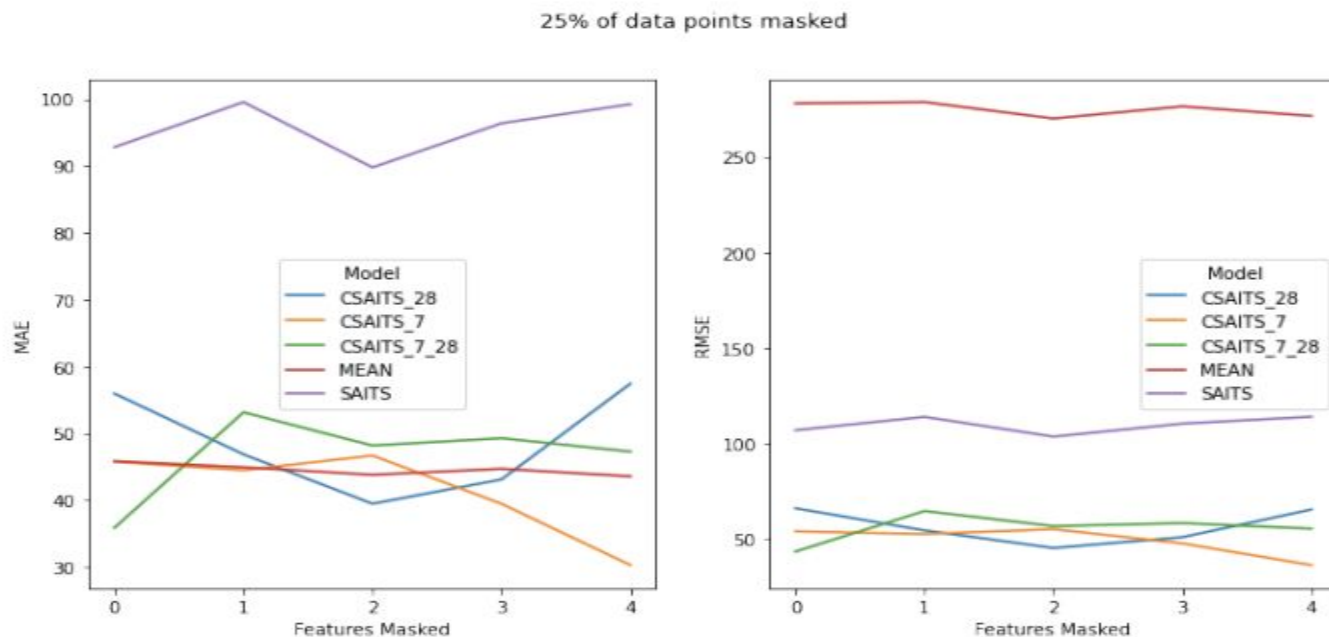 25% of data points masked
MAE
100
90
80
70
60
50
40
30
Model
CSAITS_28
CSAITS_7
CSAITS_7_28
MEAN
SAITS
0 1 2 3 4
Features Masked
RMSE
250
200
150
100
50
Model
CSAITS_28
CSAITS_7
CSAITS_7_28
MEAN
SAITS
0 1 2 3 4
Features Masked